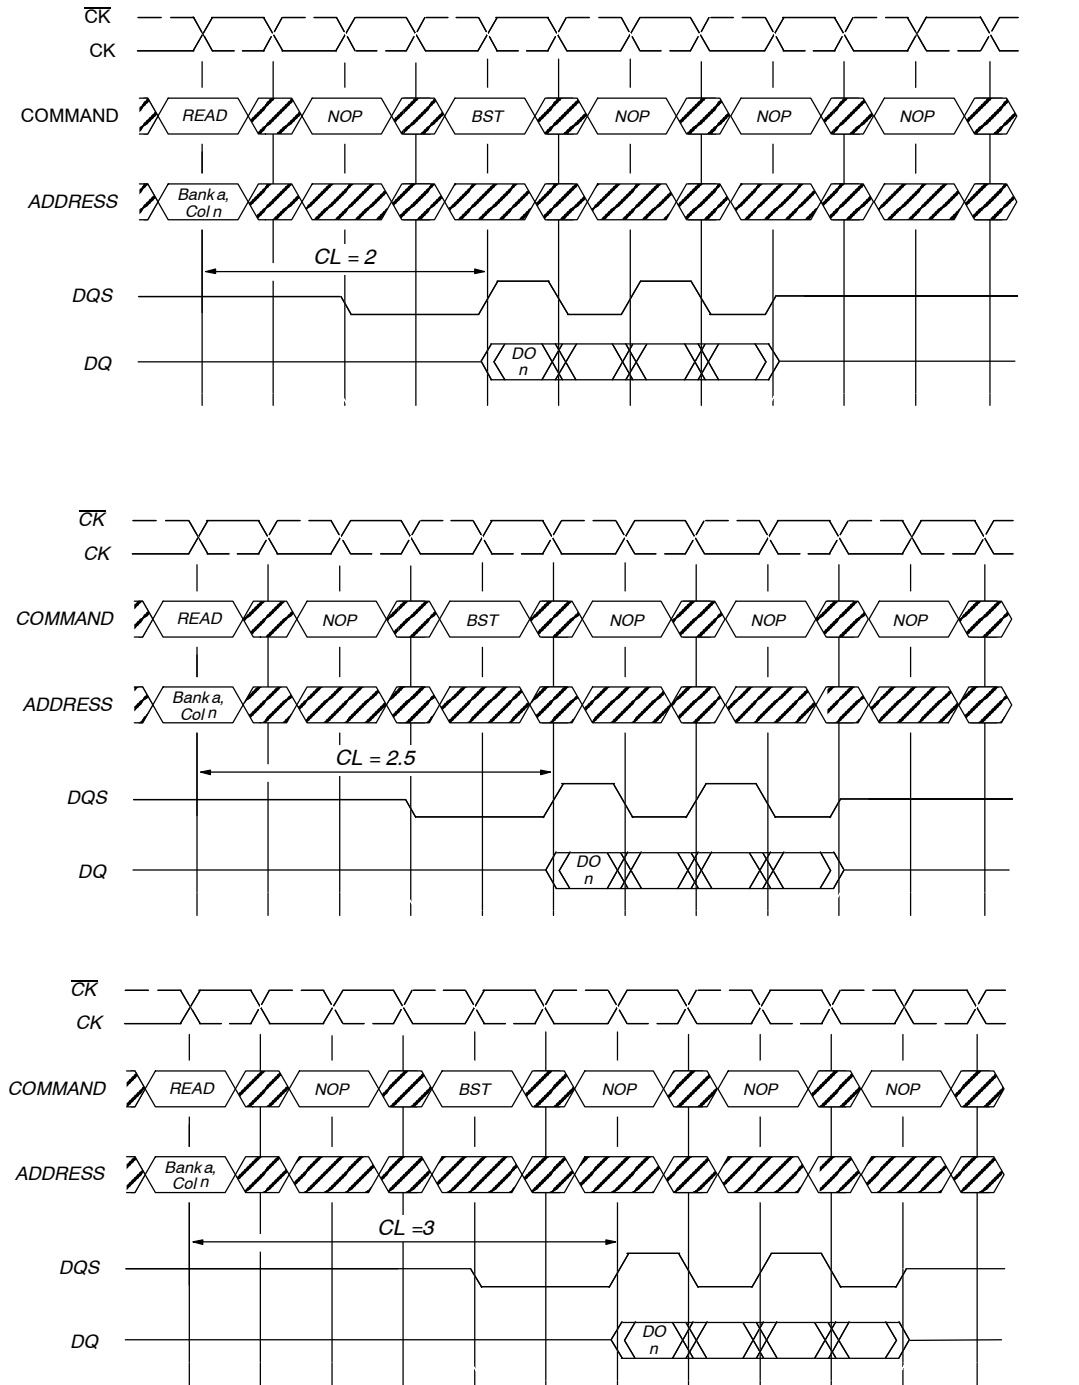 CK
CK
COMMAND READ NOP BST NOP NOP NOP
ADDRESS Bank a,
Col n
CL = 2
DQS
DQ DO
n
CK
CK
COMMAND READ NOP BST NOP NOP NOP
ADDRESS Bank a,
Col n
CL = 2.5
DQS
DQ DO
n
CK
CK
COMMAND READ NOP BST NOP NOP NOP
ADDRESS Bank a,
Col n
CL =3
DQS
DQ DO
n